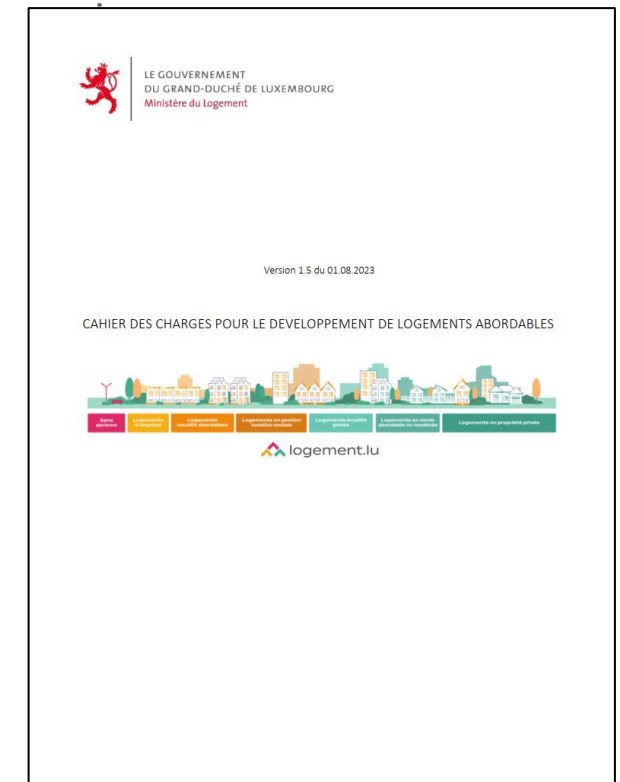 LE GOUVERNEMENT
DU GRAND-DUCHÉ DE LUXEMBOURG
Ministère du Logement
Version 1.5 du 01.08.2023
CAHIER DES CHARGES POUR LE DEVELOPPEMENT DE LOGEMENTS ABORDABLES
Sans abrisme
Logements d'urgence
Logements locatifs abordables
Logements en gestion locative sociale
Logements locatifs privés
Logements en vente abordable ou modérée
Logements en propriété privée
logement.lu